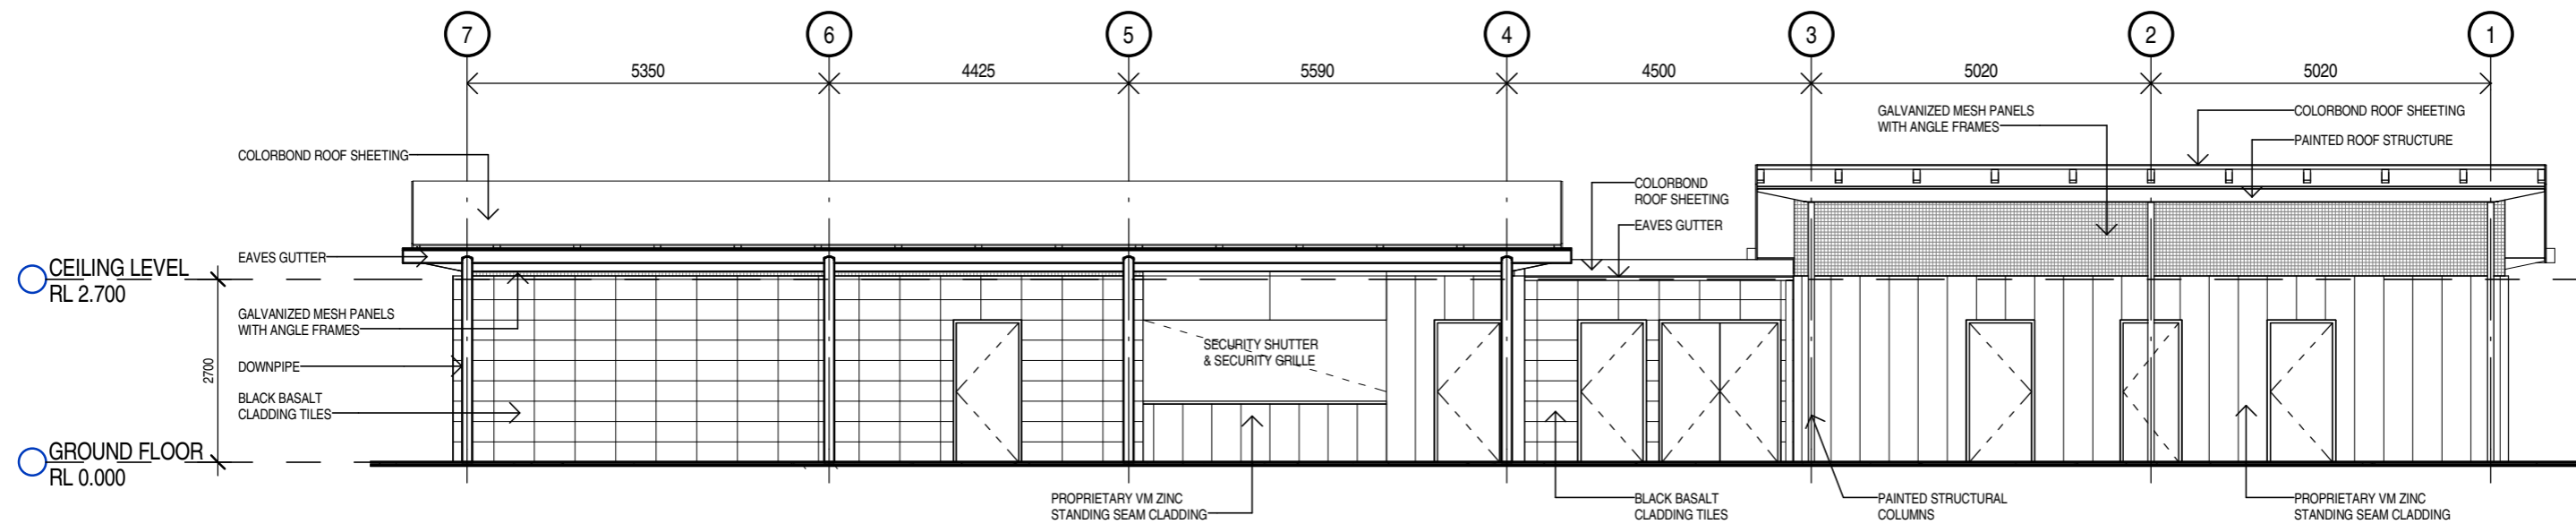 7
6
5
4
3
2
1
5350
4425
5590
4500
5020
5020
GALVANIZED MESH PANELS
WITH ANGLE FRAMES
COLORBOND ROOF SHEETING
PAINTED ROOF STRUCTURE
COLORBOND ROOF SHEETING
COLORBOND
ROOF SHEETING
EAVES GUTTER
EAVES GUTTER
CEILING LEVEL
RL 2.700
GALVANIZED MESH PANELS
WITH ANGLE FRAMES
SECURITY SHUTTER
& SECURITY GRILLE
DOWNPIPE
2700
BLACK BASALT
CLADDING TILES
GROUND FLOOR
RL 0.000
PROPRIETARY VM ZINC
STANDING SEAM CLADDING
BLACK BASALT
CLADDING TILES
PAINTED STRUCTURAL
COLUMNS
PROPRIETARY VM ZINC
STANDING SEAM CLADDING